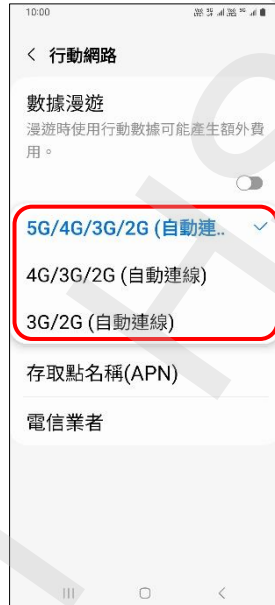 10:00
行動網路
數據漫遊
漫遊時使用行動數據可能產生額外費
用。
5G/4G/3G/2G (自動連..
4G/3G/2G (自動連線)
3G/2G (自動連線)
存取點名稱(APN)
電信業者